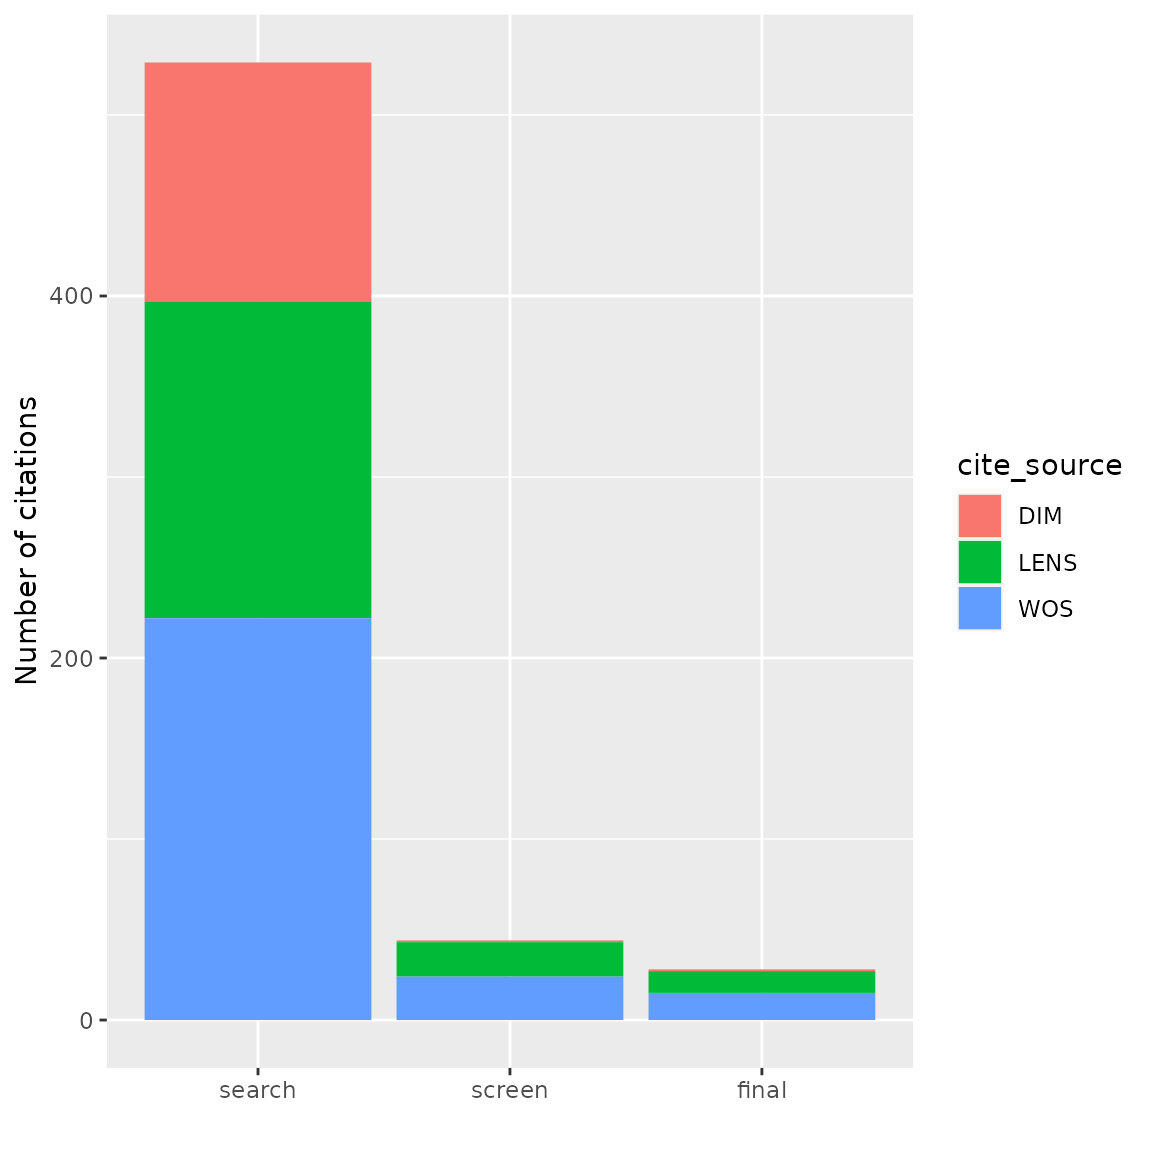 Number of citations
400
200
0
search screen final
cite_source
DIM
LENS
WOS